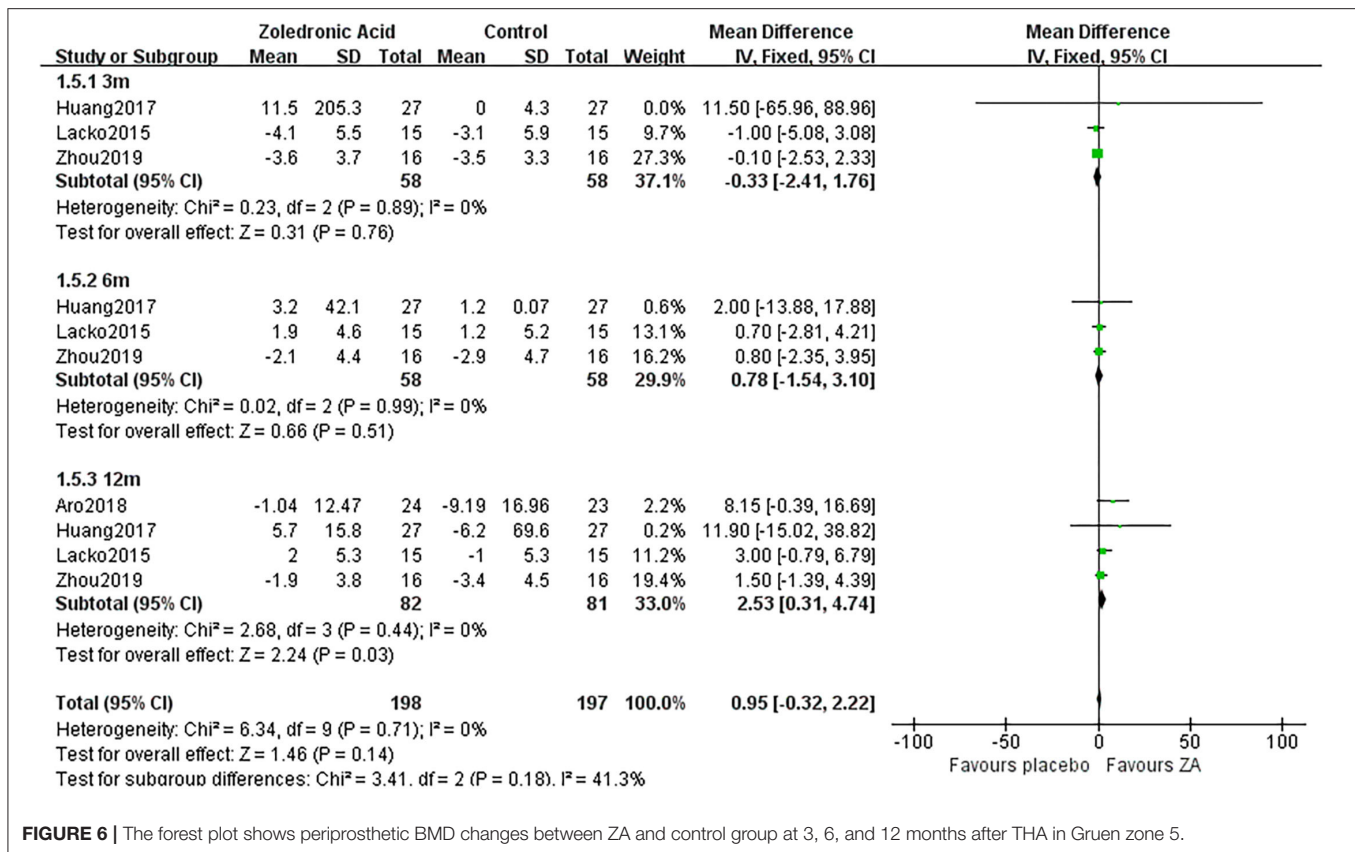 Zoledronic Acid Control Mean Difference Mean Difference
Study or Subgroup Mean SD Total Mean SD Total Weight IV, Fixed, 95% CI IV, Fixed, 95% CI
1.5.1 3m
Huang2017 11.5 205.3 27 0 4.3 27 0.0% 11.50 [-65.96, 88.96]
Lacko2015 -4.1 5.5 15 -3.1 5.9 15 9.7% -1.00 [-5.08, 3.08]
Zhou2019 -3.6 3.7 16 -3.5 3.3 16 27.3% -0.10 [-2.53, 2.33]
Subtotal (95% CI) 58 58 37.1% -0.33 [-2.41, 1.76]
Heterogeneity: Chi² = 0.23, df = 2 (P = 0.89); I² = 0%
Test for overall effect: Z = 0.31 (P = 0.76)
1.5.2 6m
Huang2017 3.2 42.1 27 1.2 0.07 27 0.6% 2.00 [-13.88, 17.88]
Lacko2015 1.9 4.6 15 1.2 5.2 15 13.1% 0.70 [-2.81, 4.21]
Zhou2019 -2.1 4.4 16 -2.9 4.7 16 16.2% 0.80 [-2.35, 3.95]
Subtotal (95% CI) 58 58 29.9% 0.78 [-1.54, 3.10]
Heterogeneity: Chi² = 0.02, df = 2 (P = 0.99); I² = 0%
Test for overall effect: Z = 0.66 (P = 0.51)
1.5.3 12m
Aro2018 -1.04 12.47 24 -9.19 16.96 23 2.2% 8.15 [-0.39, 16.69]
Huang2017 5.7 15.8 27 -6.2 69.6 27 0.2% 11.90 [-15.02, 38.82]
Lacko2015 2 5.3 15 -1 5.3 15 11.2% 3.00 [-0.79, 6.79]
Zhou2019 -1.9 3.8 16 -3.4 4.5 16 19.4% 1.50 [-1.39, 4.39]
Subtotal (95% CI) 82 81 33.0% 2.53 [0.31, 4.74]
Heterogeneity: Chi² = 2.68, df = 3 (P = 0.44); I² = 0%
Test for overall effect: Z = 2.24 (P = 0.03)
Total (95% CI) 198 197 100.0% 0.95 [-0.32, 2.22]
Heterogeneity: Chi² = 6.34, df = 9 (P = 0.71); I² = 0%
Test for overall effect: Z = 1.46 (P = 0.14)
Test for subgroup differences: Chi² = 3.41. df = 2 (P = 0.18). I² = 41.3%
-100 -50 0 50 100
Favours placebo Favours ZA
FIGURE 6 | The forest plot shows periprosthetic BMD changes between ZA and control group at 3, 6, and 12 months after THA in Gruen zone 5.